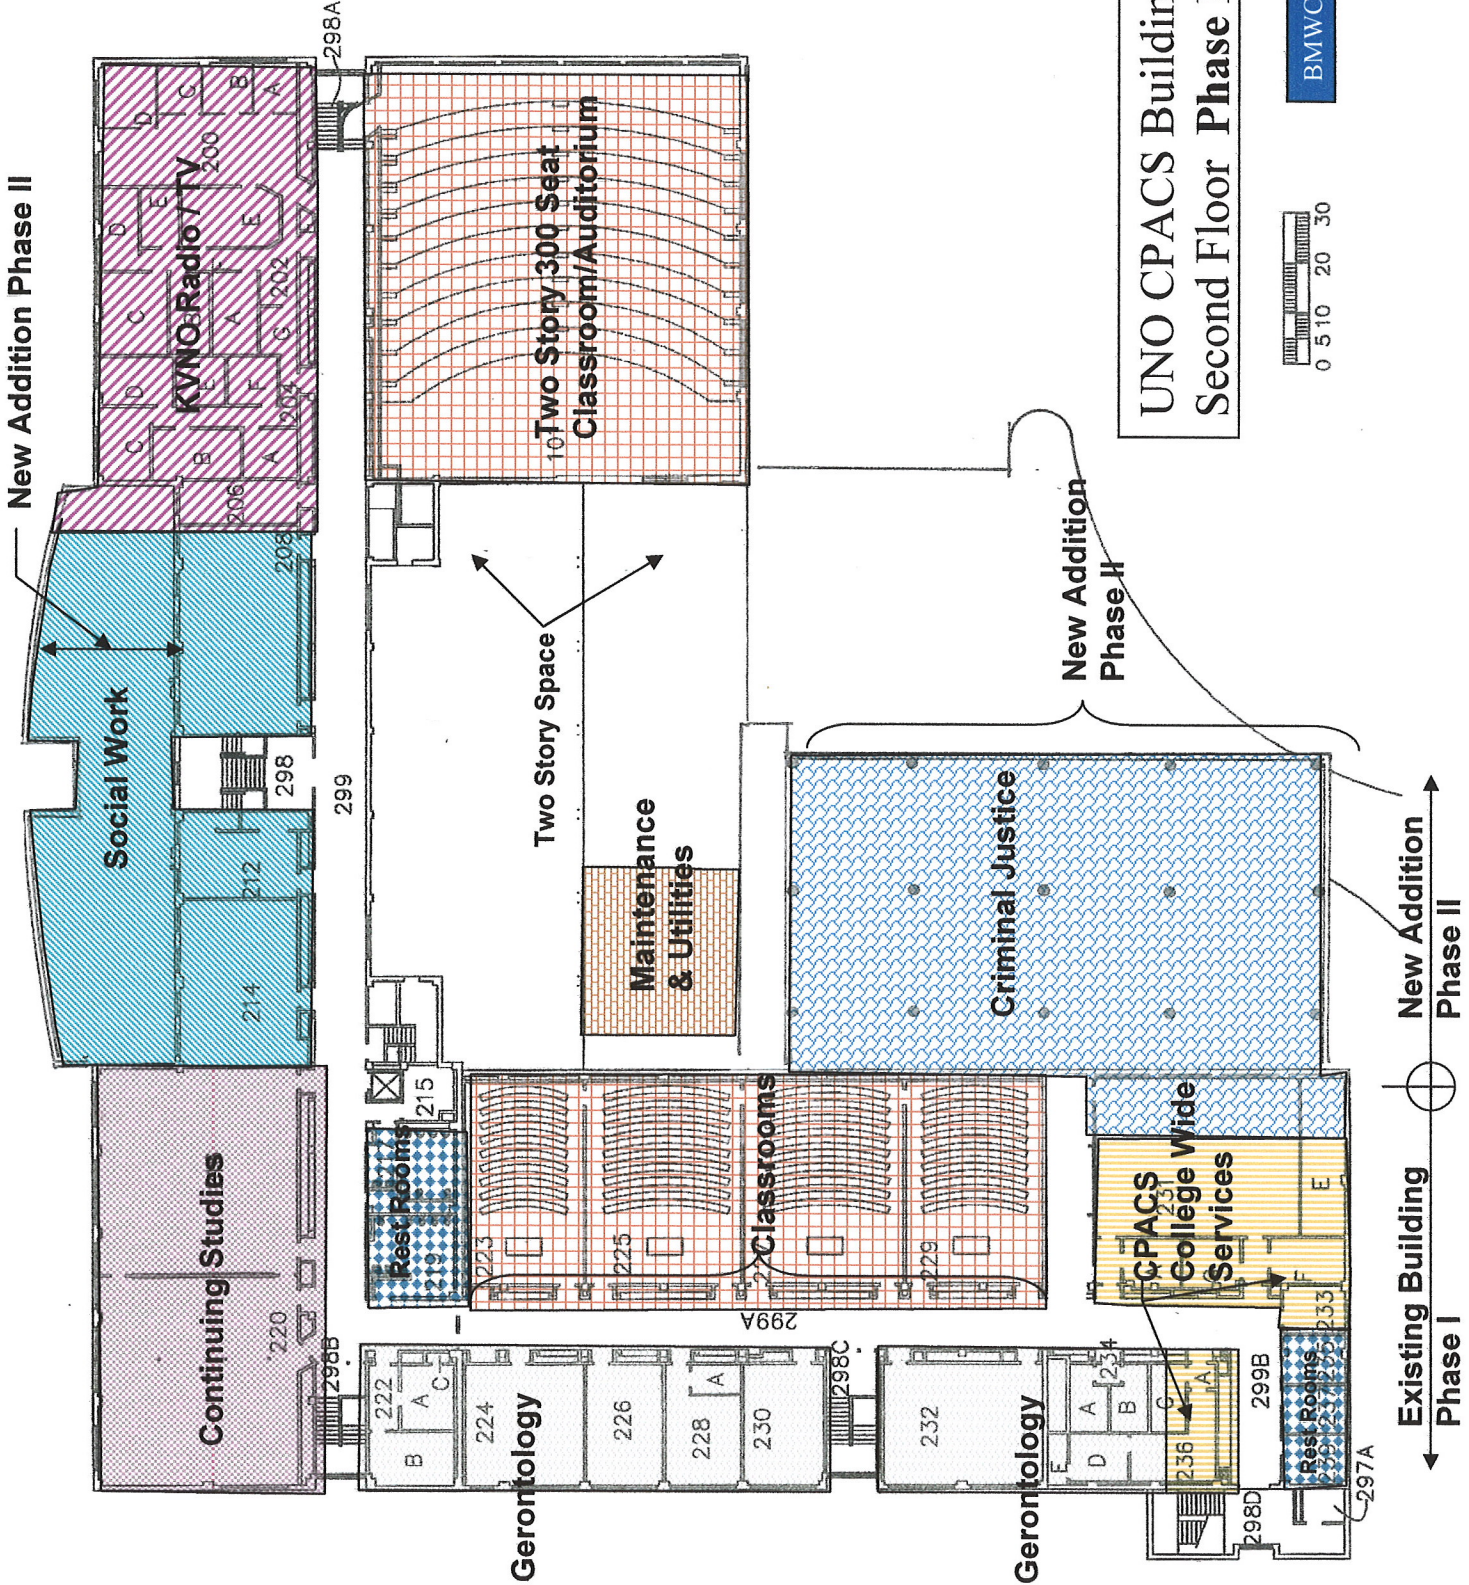 New Addition Phase II
298A
D
C
B
A
200
KVNO Radio / TV
D
E
E
C
A
G
202
D
E
F
204
C
B
A
206
208
Social Work
298
299
212
214
Continuing Studies
220
298B
Two Story 300 Seat
Classroom/Auditorium
10
Two Story Space
Maintenance
& Utilities
New Addition
Phase II
Criminal Justice
215
Rest Rooms
219
223
225
229
Classrooms
299A
222
A
C
B
224
226
228
A
230
Gerontology
298C
232
234
A
B
C
D
E
A
236
Gerontology
CPACS
College Wide
Services
231
E
F
233
299B
Rest Rooms
298D
297A
Existing Building
Phase I
New Addition
Phase II
UNO CPACS Buildin
Second Floor Phase
0 5 10 20 30
BMWC